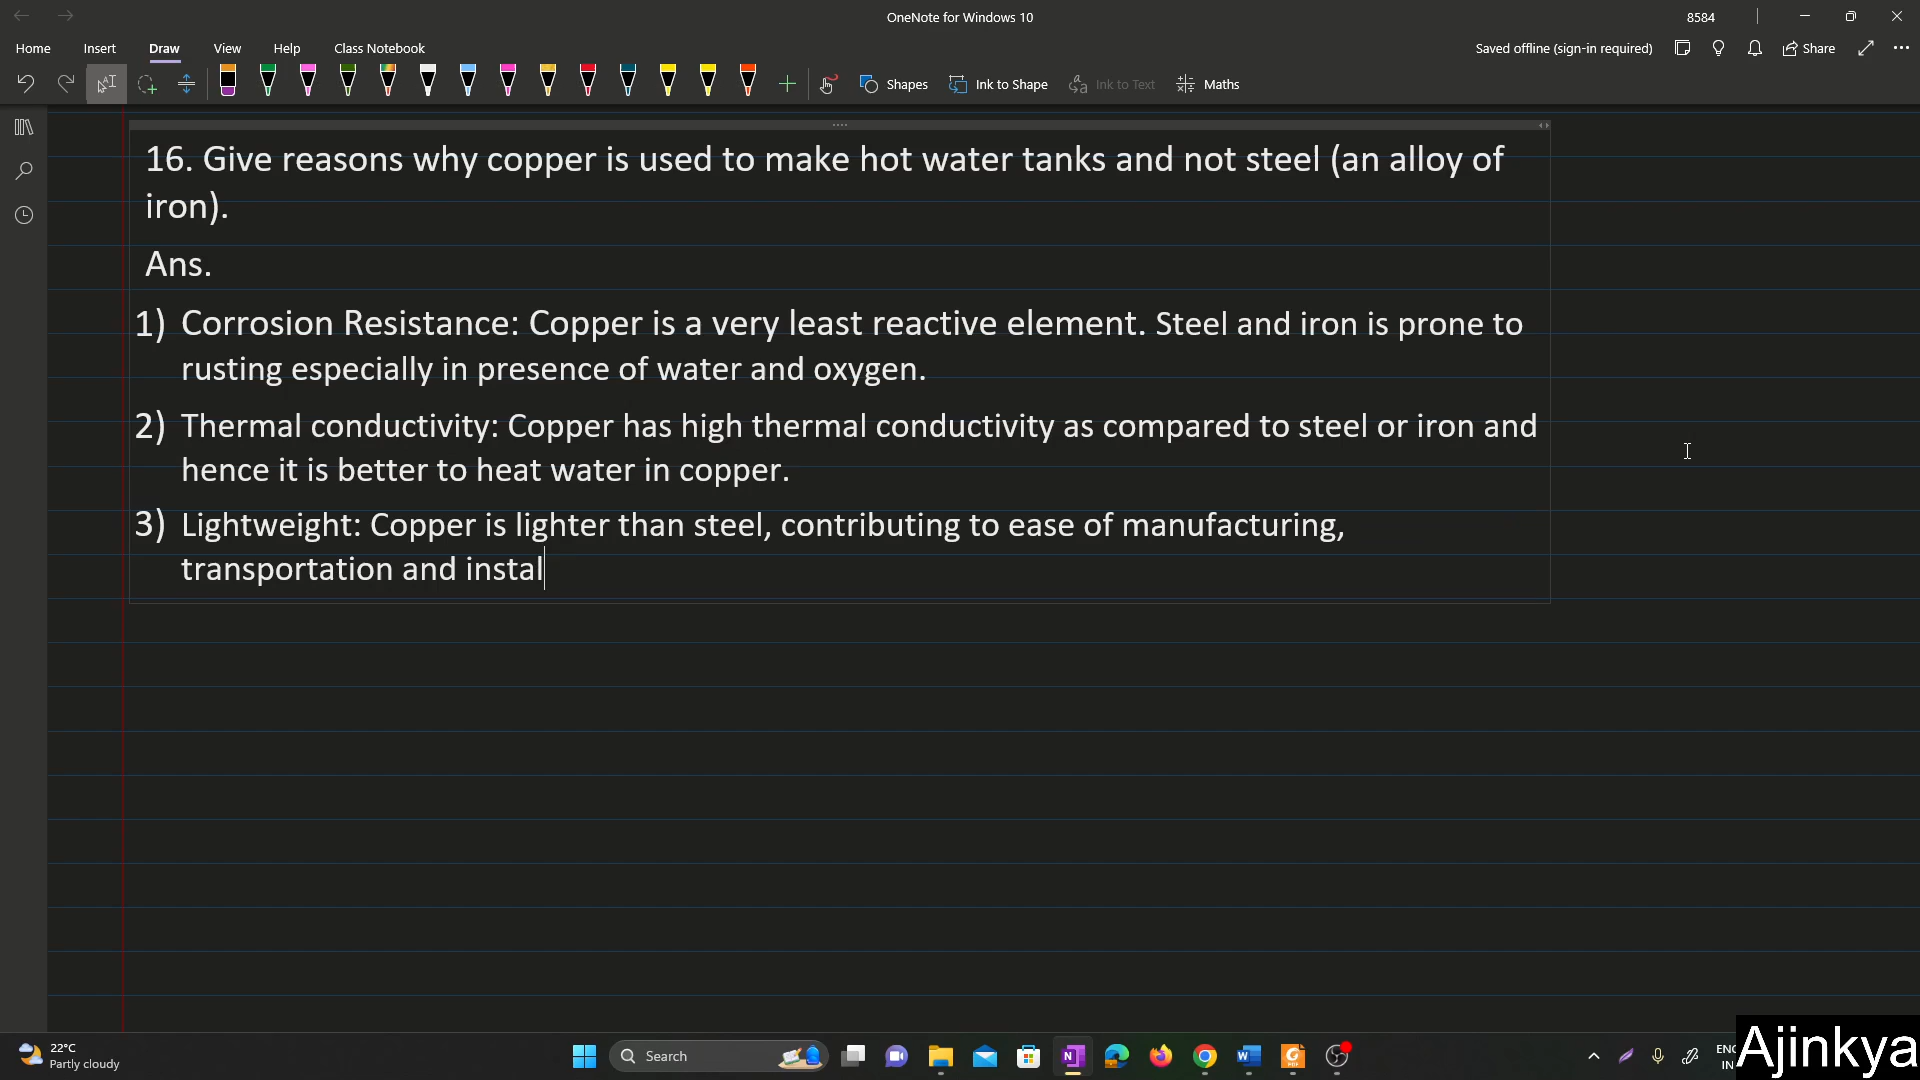 OneNote for Windows 10
8584
Home Insert Draw View Help Class Notebook
Saved offline (sign-in required) Share
Shapes Ink to Shape Ink to Text Maths
16. Give reasons why copper is used to make hot water tanks and not steel (an alloy of
iron).
Ans.
1) Corrosion Resistance: Copper is a very least reactive element. Steel and iron is prone to
rusting especially in presence of water and oxygen.
2) Thermal conductivity: Copper has high thermal conductivity as compared to steel or iron and
hence it is better to heat water in copper.
3) Lightweight: Copper is lighter than steel, contributing to ease of manufacturing,
transportation and instal
22°C
Partly cloudy
Search
ENG
IN
Ajinkya